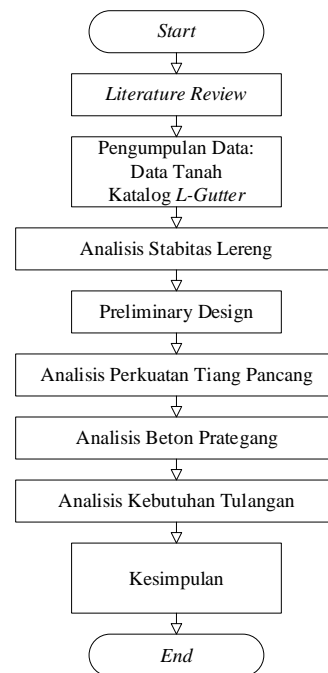 Start
Literature Review
Pengumpulan Data:
Data Tanah
Katalog L-Gutter
Analisis Stabitas Lereng
Preliminary Design
Analisis Perkuatan Tiang Pancang
Analisis Beton Prategang
Analisis Kebutuhan Tulangan
Kesimpulan
End